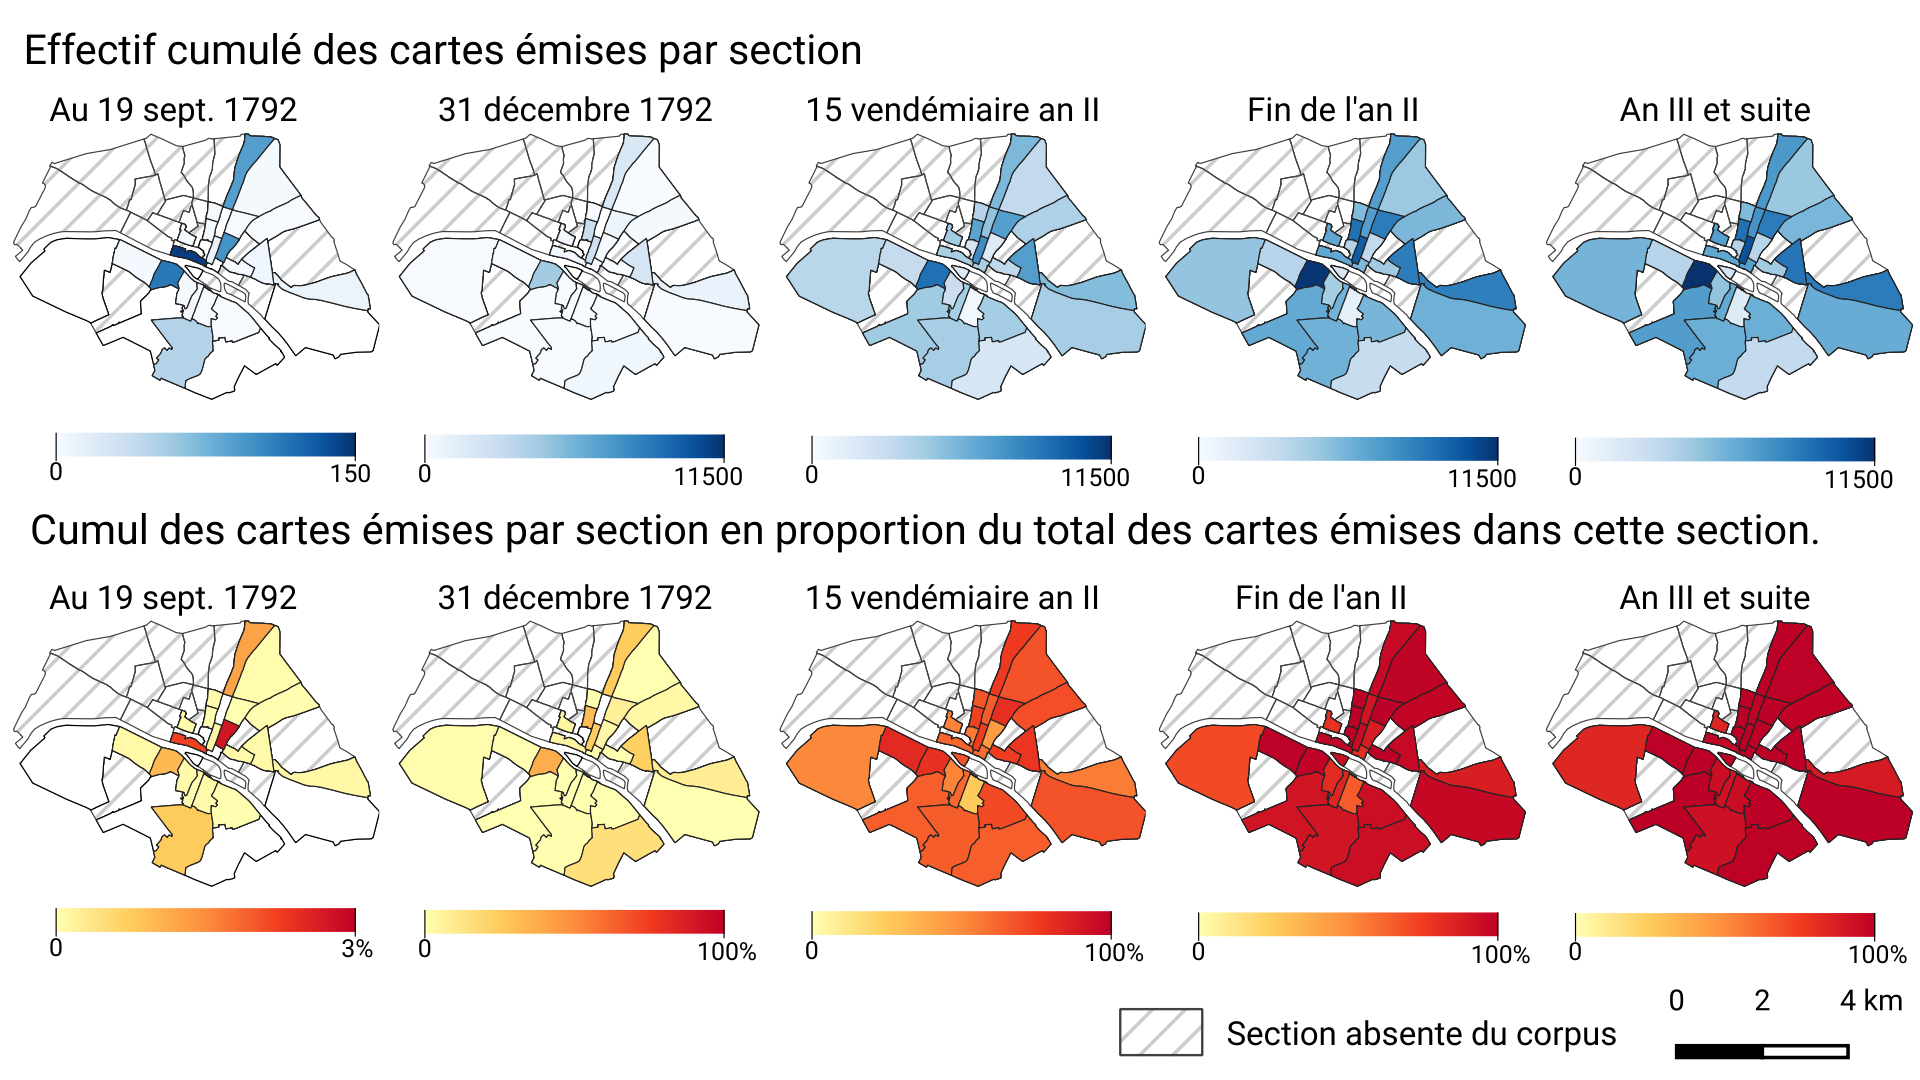 Effectif cumulé des cartes émises par section
Au 19 sept. 1792
31 décembre 1792
15 vendémiaire an II
Fin de l'an II
An III et suite
0
150
0
11500
0
11500
0
11500
0
11500
Cumul des cartes émises par section en proportion du total des cartes émises dans cette section.
Au 19 sept. 1792
31 décembre 1792
15 vendémiaire an II
Fin de l'an II
An III et suite
0
3%
0
100%
0
100%
0
100%
0
100%
0
2
4 km
Section absente du corpus